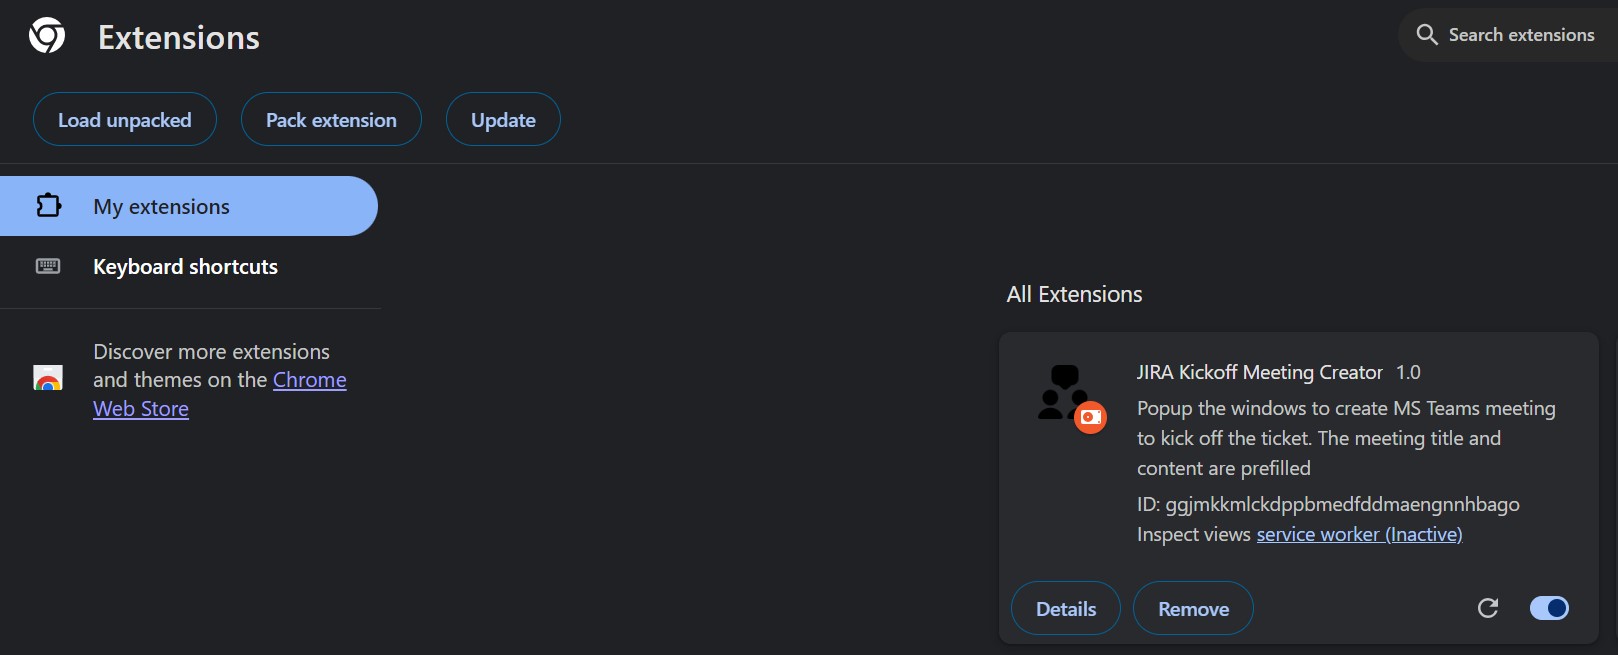 Extensions
Search extensions
Load unpacked
Pack extension
Update
My extensions
Keyboard shortcuts
Discover more extensions
and themes on the Chrome
Web Store
All Extensions
JIRA Kickoff Meeting Creator 1.0
Popup the windows to create MS Teams meeting
to kick off the ticket. The meeting title and
content are prefilled
ID: ggjmkkmlckdppbmedfddmaengnnhbago
Inspect views service worker (Inactive)
Details
Remove